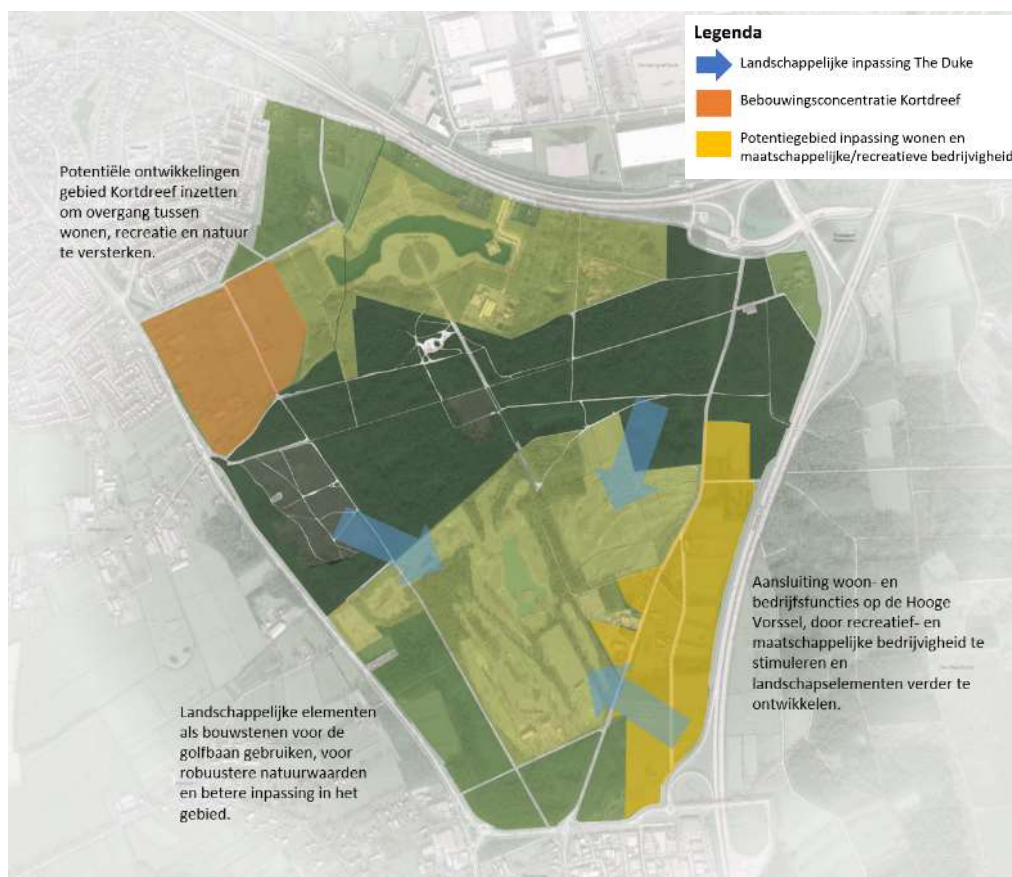 Legenda
Landschappelijke inpassing The Duke
Bebouwingsconcentratie Kortdreef
Potentiegebied inpassing wonen en
maatschappelijke/recreatieve bedrijvigheid
Potentiële ontwikkelingen
gebied Kortdreef inzetten
om overgang tussen
wonen, recreatie en natuur
te versterken.
Aansluiting woon- en
bedrijfsfuncties op de Hooge
Vorssel, door recreatief- en
maatschappelijke bedrijvigheid te
stimuleren en
landschapselementen verder te
ontwikkelen.
Landschappelijke elementen
als bouwstenen voor de
golfbaan gebruiken, voor
robuustere natuurwaarden
en betere inpassing in het
gebied.